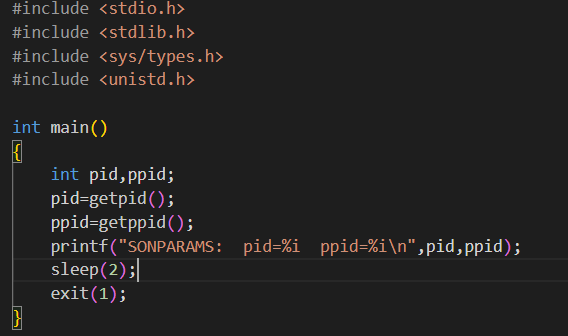 #include <stdio.h>
#include <stdlib.h>
#include <sys/types.h>
#include <unistd.h>

int main()
{
    int pid,ppid;
    pid=getpid();
    ppid=getppid();
    printf("SONPARAMS:  pid=%i  ppid=%i\n",pid,ppid);
    sleep(2);
    exit(1);
}